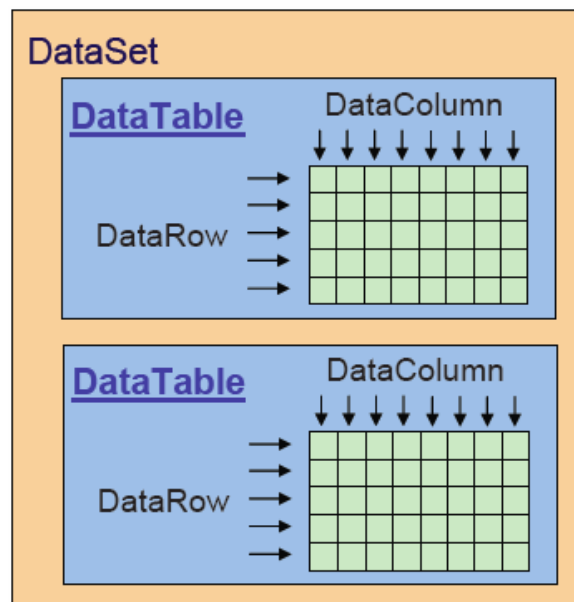 DataSet
DataTable
DataColumn
DataRow
DataTable
DataColumn
DataRow